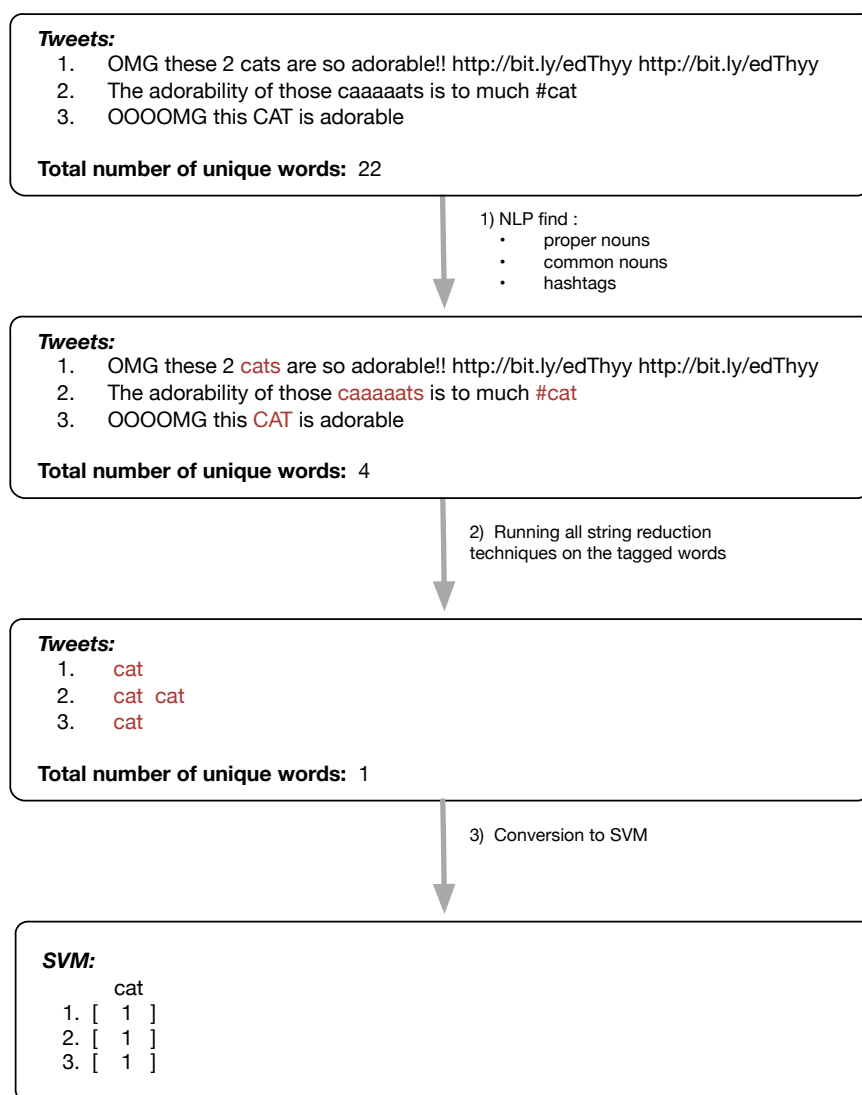 Tweets:
1. OMG these 2 cats are so adorable!! http://bit.ly/edThyy http://bit.ly/edThyy
2. The adorability of those caaaaats is to much #cat
3. OOOOMG this CAT is adorable
Total number of unique words: 22
1) NLP find :
• proper nouns
• common nouns
• hashtags
Tweets:
1. OMG these 2 cats are so adorable!! http://bit.ly/edThyy http://bit.ly/edThyy
2. The adorability of those caaaaats is to much #cat
3. OOOOMG this CAT is adorable
Total number of unique words: 4
2) Running all string reduction
techniques on the tagged words
Tweets:
1. cat
2. cat cat
3. cat
Total number of unique words: 1
3) Conversion to SVM
SVM:
cat
1. [ 1 ]
2. [ 1 ]
3. [ 1 ]